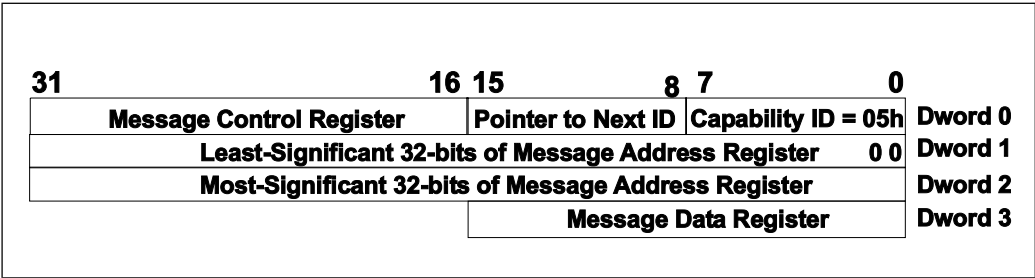 31 16 15 8 7 0
Message Control Register Pointer to Next ID Capability ID = 05h Dword 0
Least-Significant 32-bits of Message Address Register 0 0 Dword 1
Most-Significant 32-bits of Message Address Register Dword 2
Message Data Register Dword 3